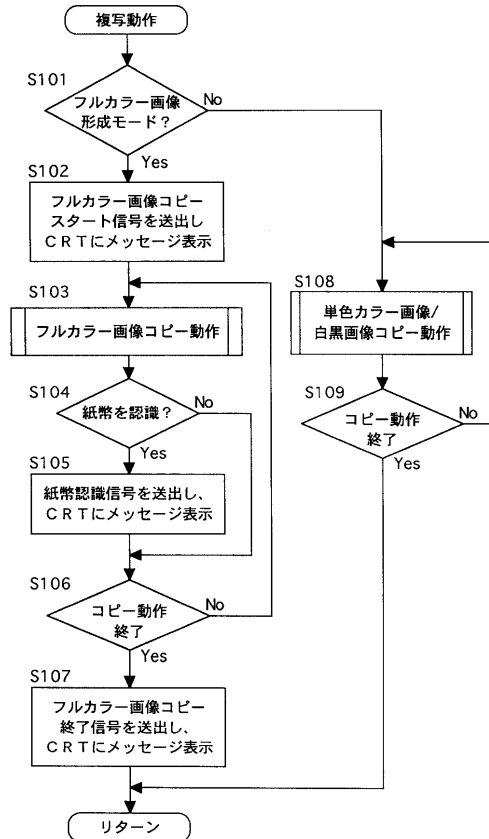 複写動作
S101
フルカラー画像
形成モード？
No
Yes
S102
フルカラー画像コピー
スタート信号を送出し
ＣＲＴにメッセージ表示
S103
フルカラー画像コピー動作
S104
紙幣を認識？
No
Yes
S105
紙幣認識信号を送出し、
ＣＲＴにメッセージ表示
S106
コピー動作
終了
No
Yes
S107
フルカラー画像コピー
終了信号を送出し、
ＣＲＴにメッセージ表示
S108
単色カラー画像/
白黒画像コピー動作
S109
コピー動作
終了
No
Yes
リターン